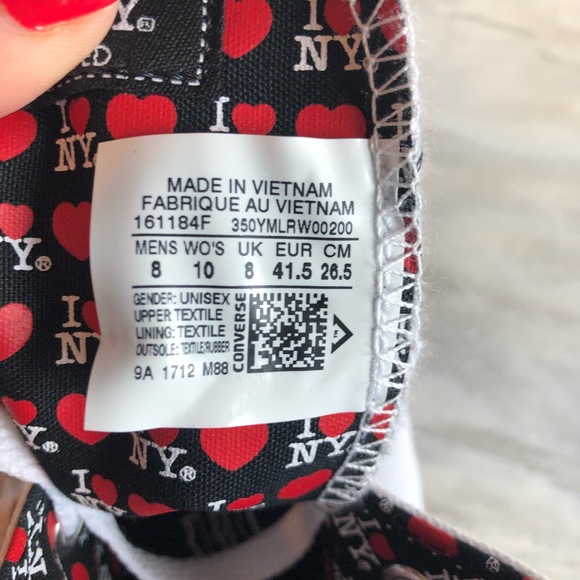 I ❤ NY®
MADE IN VIETNAM
FABRIQUE AU VIETNAM
161184F 350YMLRW00200
MENS WO'S UK EUR CM
8 10 8 41.5 26.5
GENDER: UNISEX
UPPER TEXTILE
LINING: TEXTILE
OUTSOLE: TEXTILE/RUBBER
9A 1712 M88
CONVERSE